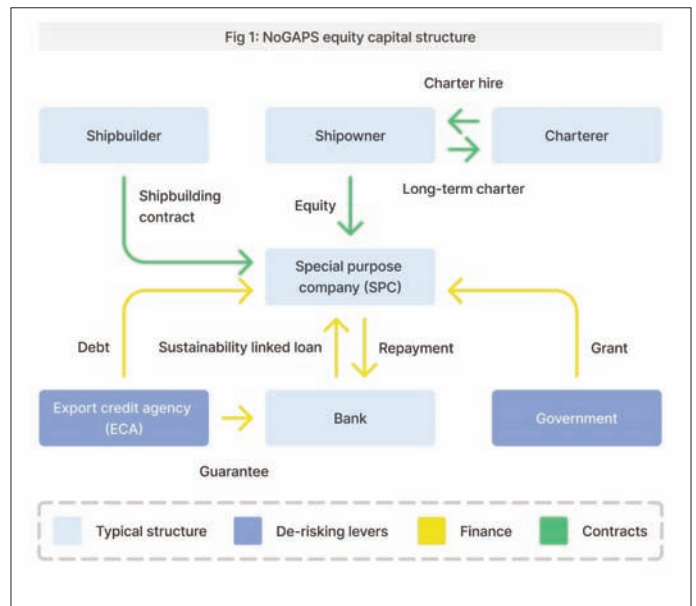 Fig 1: NoGAPS equity capital structure
Charter hire
Shipbuilder
Shipowner
Charterer
Shipbuilding
contract
Equity
Long-term charter
Special purpose
company (SPC)
Debt
Sustainability linked loan
Repayment
Grant
Export credit agency
(ECA)
Bank
Government
Guarantee
Typical structure
De-risking levers
Finance
Contracts